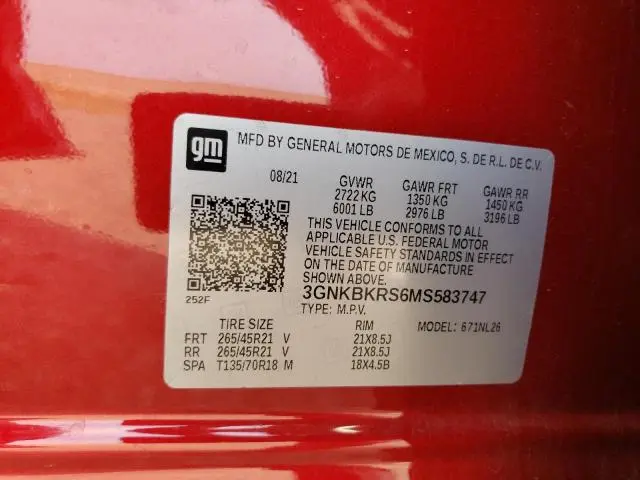 gm
MFD BY GENERAL MOTORS DE MEXICO, S. DE R.L. DE C.V.
08/21 GVWR GAWR FRT GAWR RR
2722 KG 1350 KG 1450 KG
6001 LB 2976 LB 3196 LB
THIS VEHICLE CONFORMS TO ALL
APPLICABLE U.S. FEDERAL MOTOR
VEHICLE SAFETY STANDARDS IN EFFECT
ON THE DATE OF MANUFACTURE
SHOWN ABOVE.
252F
3GNKBKRS6MS583747
TYPE: M.P.V.
TIRE SIZE RIM MODEL: 671NL26
FRT 265/45R21 V 21X8.5J
RR 265/45R21 V 21X8.5J
SPA T135/70R18 M 18X4.5B